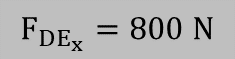 F_DE_x = 800 N